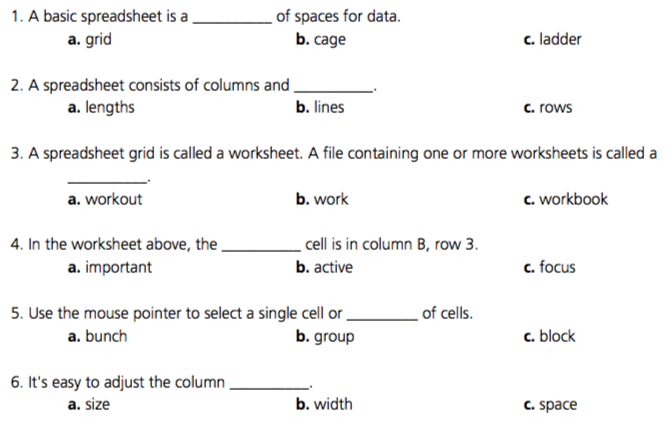 1. A basic spreadsheet is a __________ of spaces for data.
a. grid b. cage c. ladder
2. A spreadsheet consists of columns and __________.
a. lengths b. lines c. rows
3. A spreadsheet grid is called a worksheet. A file containing one or more worksheets is called a
__________.
a. workout b. work c. workbook
4. In the worksheet above, the __________ cell is in column B, row 3.
a. important b. active c. focus
5. Use the mouse pointer to select a single cell or _________ of cells.
a. bunch b. group c. block
6. It's easy to adjust the column __________.
a. size b. width c. space